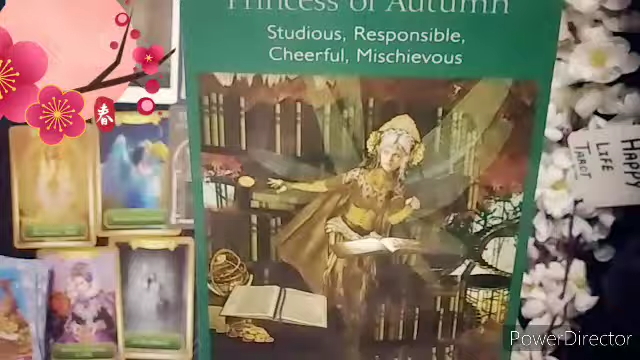 Princess of Autumn
Studious, Responsible,
Cheerful, Mischievous
春
HAPPY
LIFE
TAROT
PowerDirector